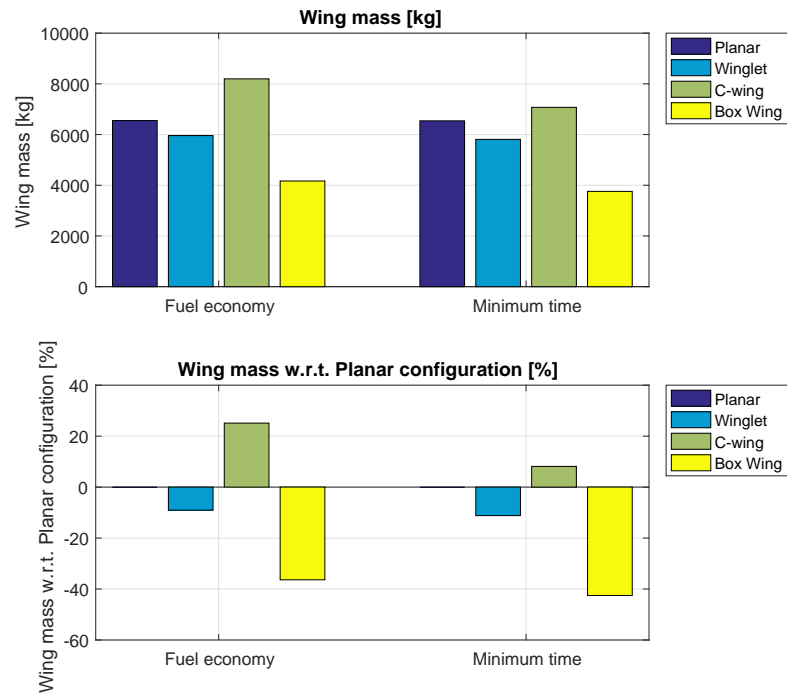 Wing mass [kg]
Wing mass [kg]
10000
8000
6000
4000
2000
0
Fuel economy
Minimum time
Planar
Winglet
C-wing
Box Wing
Wing mass w.r.t. Planar configuration [%]
Wing mass w.r.t. Planar configuration [%]
40
20
0
-20
-40
-60
Fuel economy
Minimum time
Planar
Winglet
C-wing
Box Wing